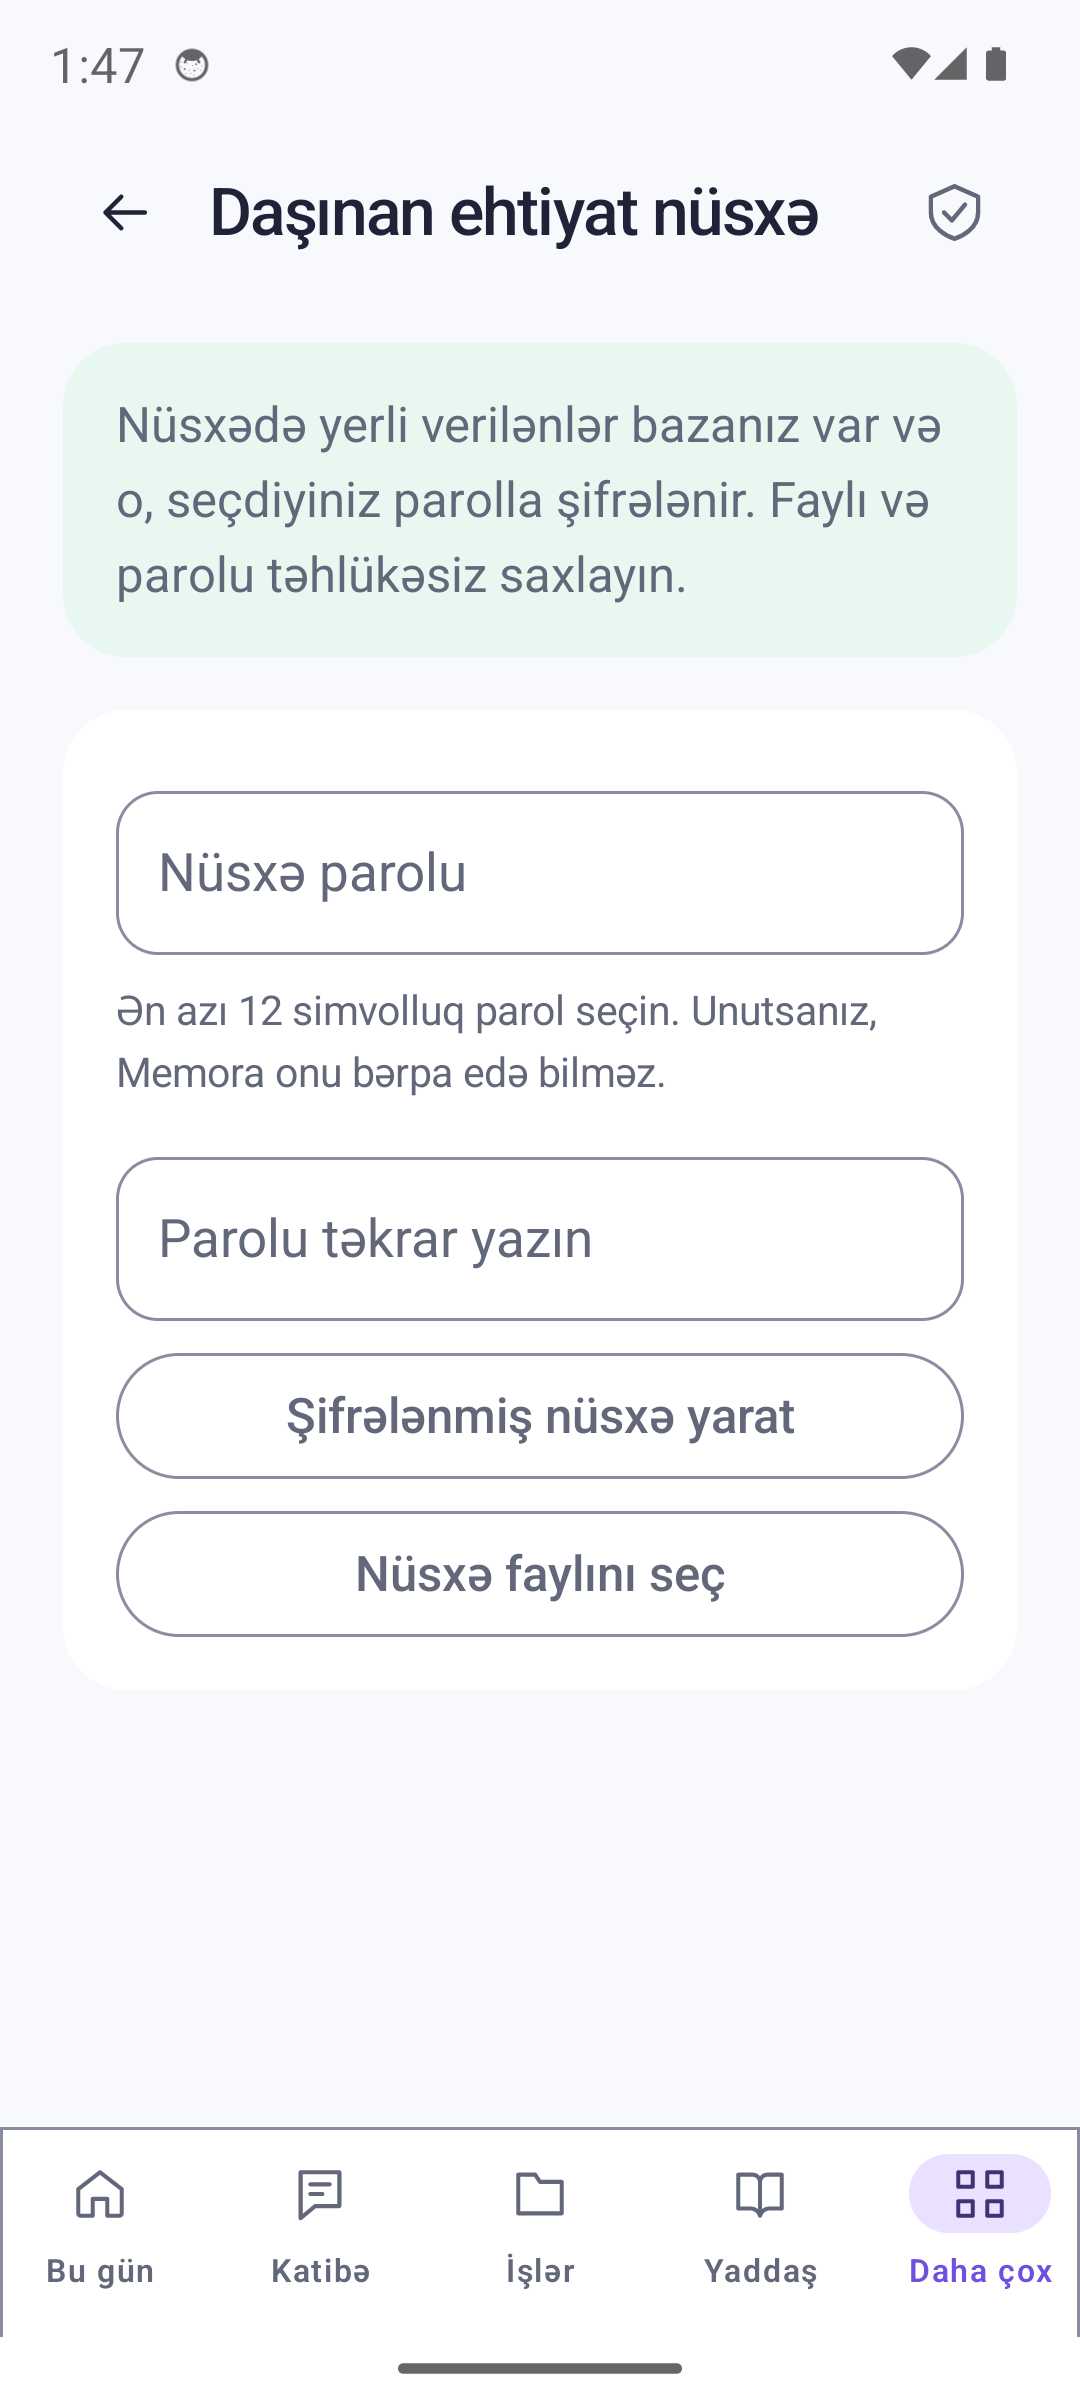 1:47
Daşınan ehtiyat nüsxə
Nüsxədə yerli verilənlər bazanız var və
o, seçdiyiniz parolla şifrələnir. Faylı və
parolu təhlükəsiz saxlayın.
Nüsxə parolu
Ən azı 12 simvolluq parol seçin. Unutsanız,
Memora onu bərpa edə bilməz.
Parolu təkrar yazın
Şifrələnmiş nüsxə yarat
Nüsxə faylını seç
Bu gün
Katibə
İşlər
Yaddaş
Daha çox